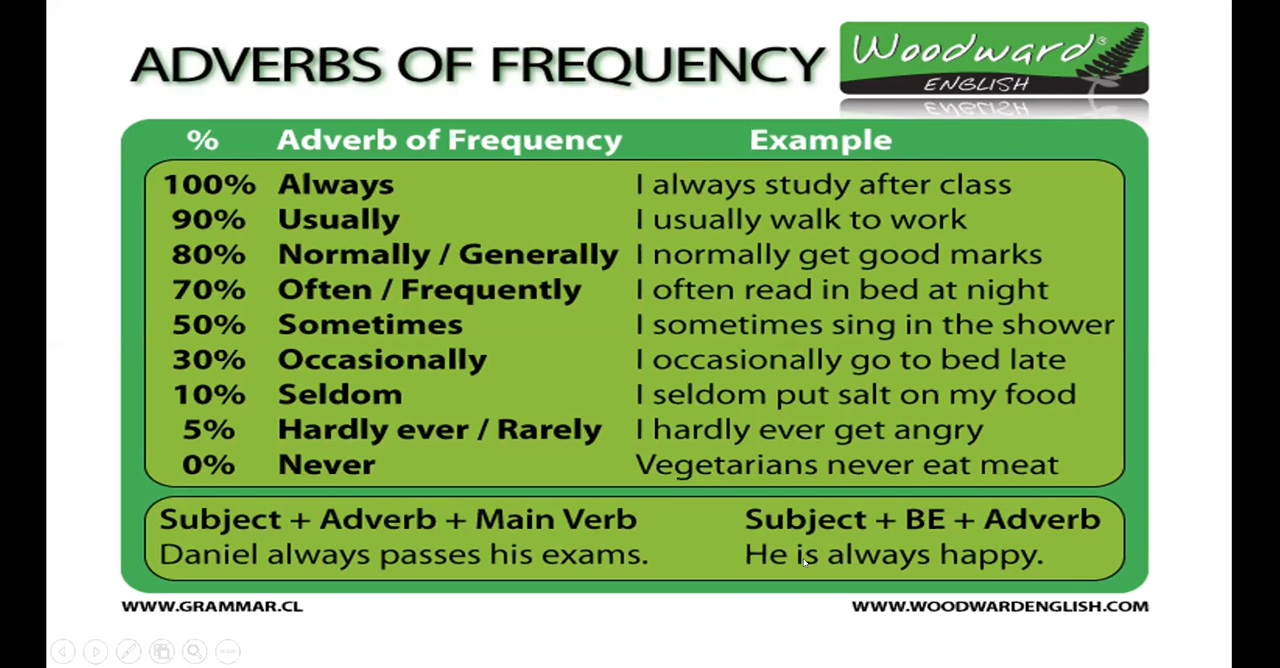 ADVERBS OF FREQUENCY
Woodward®
ENGLISH
% Adverb of Frequency Example
100% Always I always study after class
90% Usually I usually walk to work
80% Normally / Generally I normally get good marks
70% Often / Frequently I often read in bed at night
50% Sometimes I sometimes sing in the shower
30% Occasionally I occasionally go to bed late
10% Seldom I seldom put salt on my food
5% Hardly ever / Rarely I hardly ever get angry
0% Never Vegetarians never eat meat
Subject + Adverb + Main Verb Subject + BE + Adverb
Daniel always passes his exams. He is always happy.
WWW.GRAMMAR.CL WWW.WOODWARDENGLISH.COM